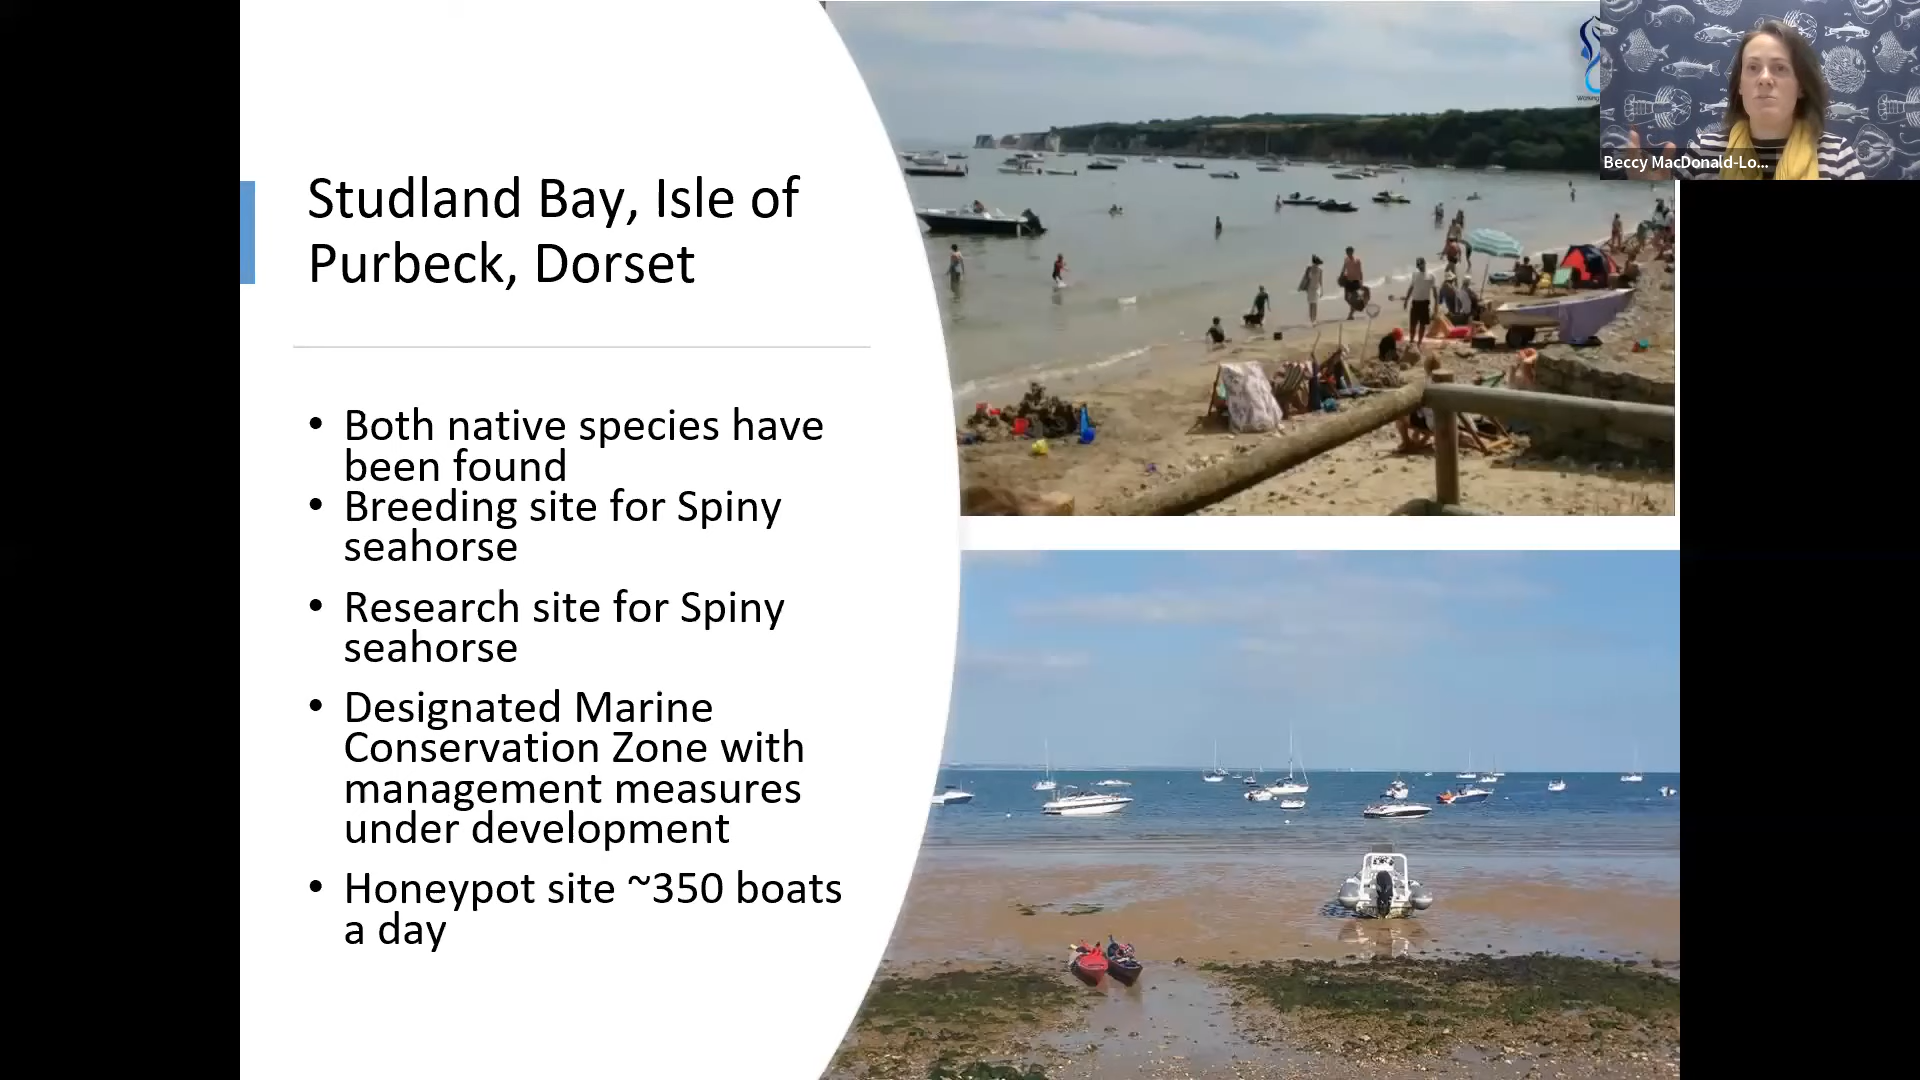 Studland Bay, Isle of
Purbeck, Dorset
• Both native species have
been found
• Breeding site for Spiny
seahorse
• Research site for Spiny
seahorse
• Designated Marine
Conservation Zone with
management measures
under development
• Honeypot site ~350 boats
a day
Working
Beccy MacDonald-Lo...